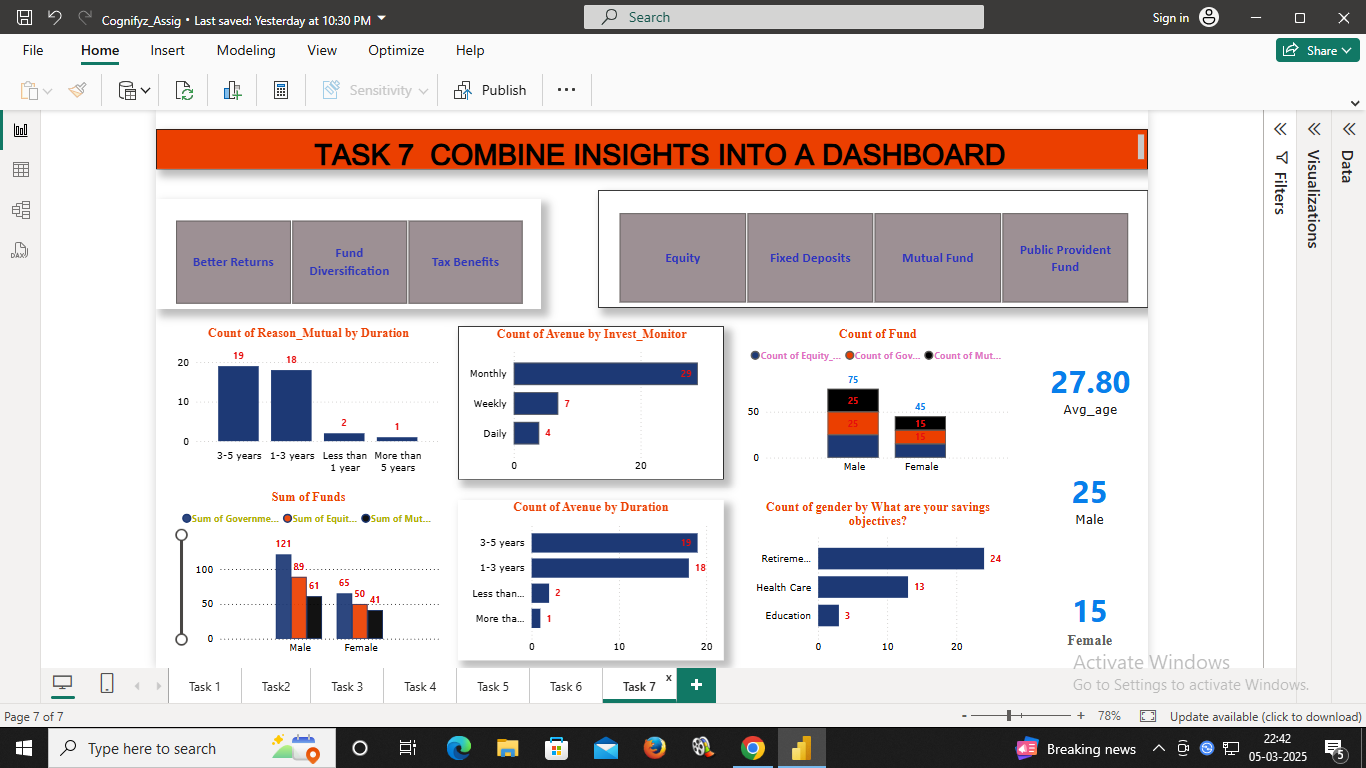 Cognifyz_Assig • Last saved: Yesterday at 10:30 PM
Search
Sign in
File Home Insert Modeling View Optimize Help
Share
Sensitivity
Publish
TASK 7 COMBINE INSIGHTS INTO A DASHBOARD
Filters
Visualizations
Data
Better Returns
Fund
Diversification
Tax Benefits
Equity
Fixed Deposits
Mutual Fund
Public Provident
Fund
Count of Reason_Mutual by Duration
20
10
0
19
18
2
1
3-5 years
1-3 years
Less than
1 year
More than
5 years
Count of Avenue by Invest_Monitor
Monthly
29
Weekly
7
Daily
4
0 20
Count of Fund
Count of Equity_... Count of Gov... Count of Mut...
50
0
75
25
25
45
15
15
Male Female
27.80
Avg_age
25
Male
15
Female
Sum of Funds
Sum of Governme... Sum of Equit... Sum of Mut...
100
50
0
121
89
61
65
50
41
Male Female
Count of Avenue by Duration
3-5 years
19
1-3 years
18
Less than...
2
More tha...
1
0 10 20
Count of gender by What are your savings
objectives?
Retireme...
24
Health Care
13
Education
3
0 10 20
Activate Windows
Go to Settings to activate Windows.
Task 1 Task2 Task 3 Task 4 Task 5 Task 6 Task 7 x +
Page 7 of 7
- + 78%
Update available (click to download)
Type here to search
Breaking news
22:42
05-03-2025
5
DAX